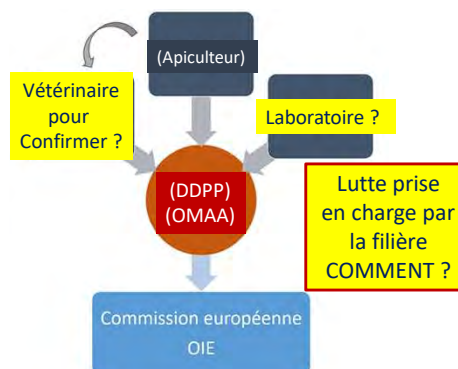 (Apiculteur)
Vétérinaire
pour
Confirmer ?
Laboratoire ?
(DDPP)
(OMAA)
Lutte prise
en charge par
la filière
COMMENT ?
Commission européenne
OIE